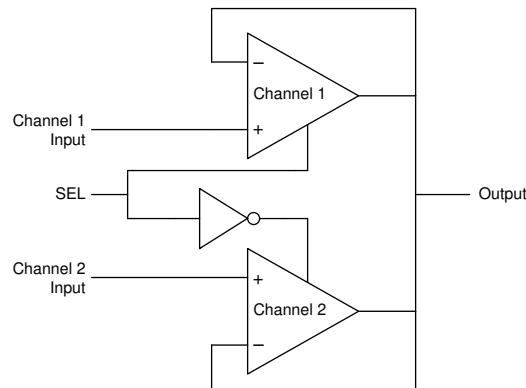 −
Channel 1
+
Channel 1
Input
SEL
Output
Channel 2
Input
+
Channel 2
−